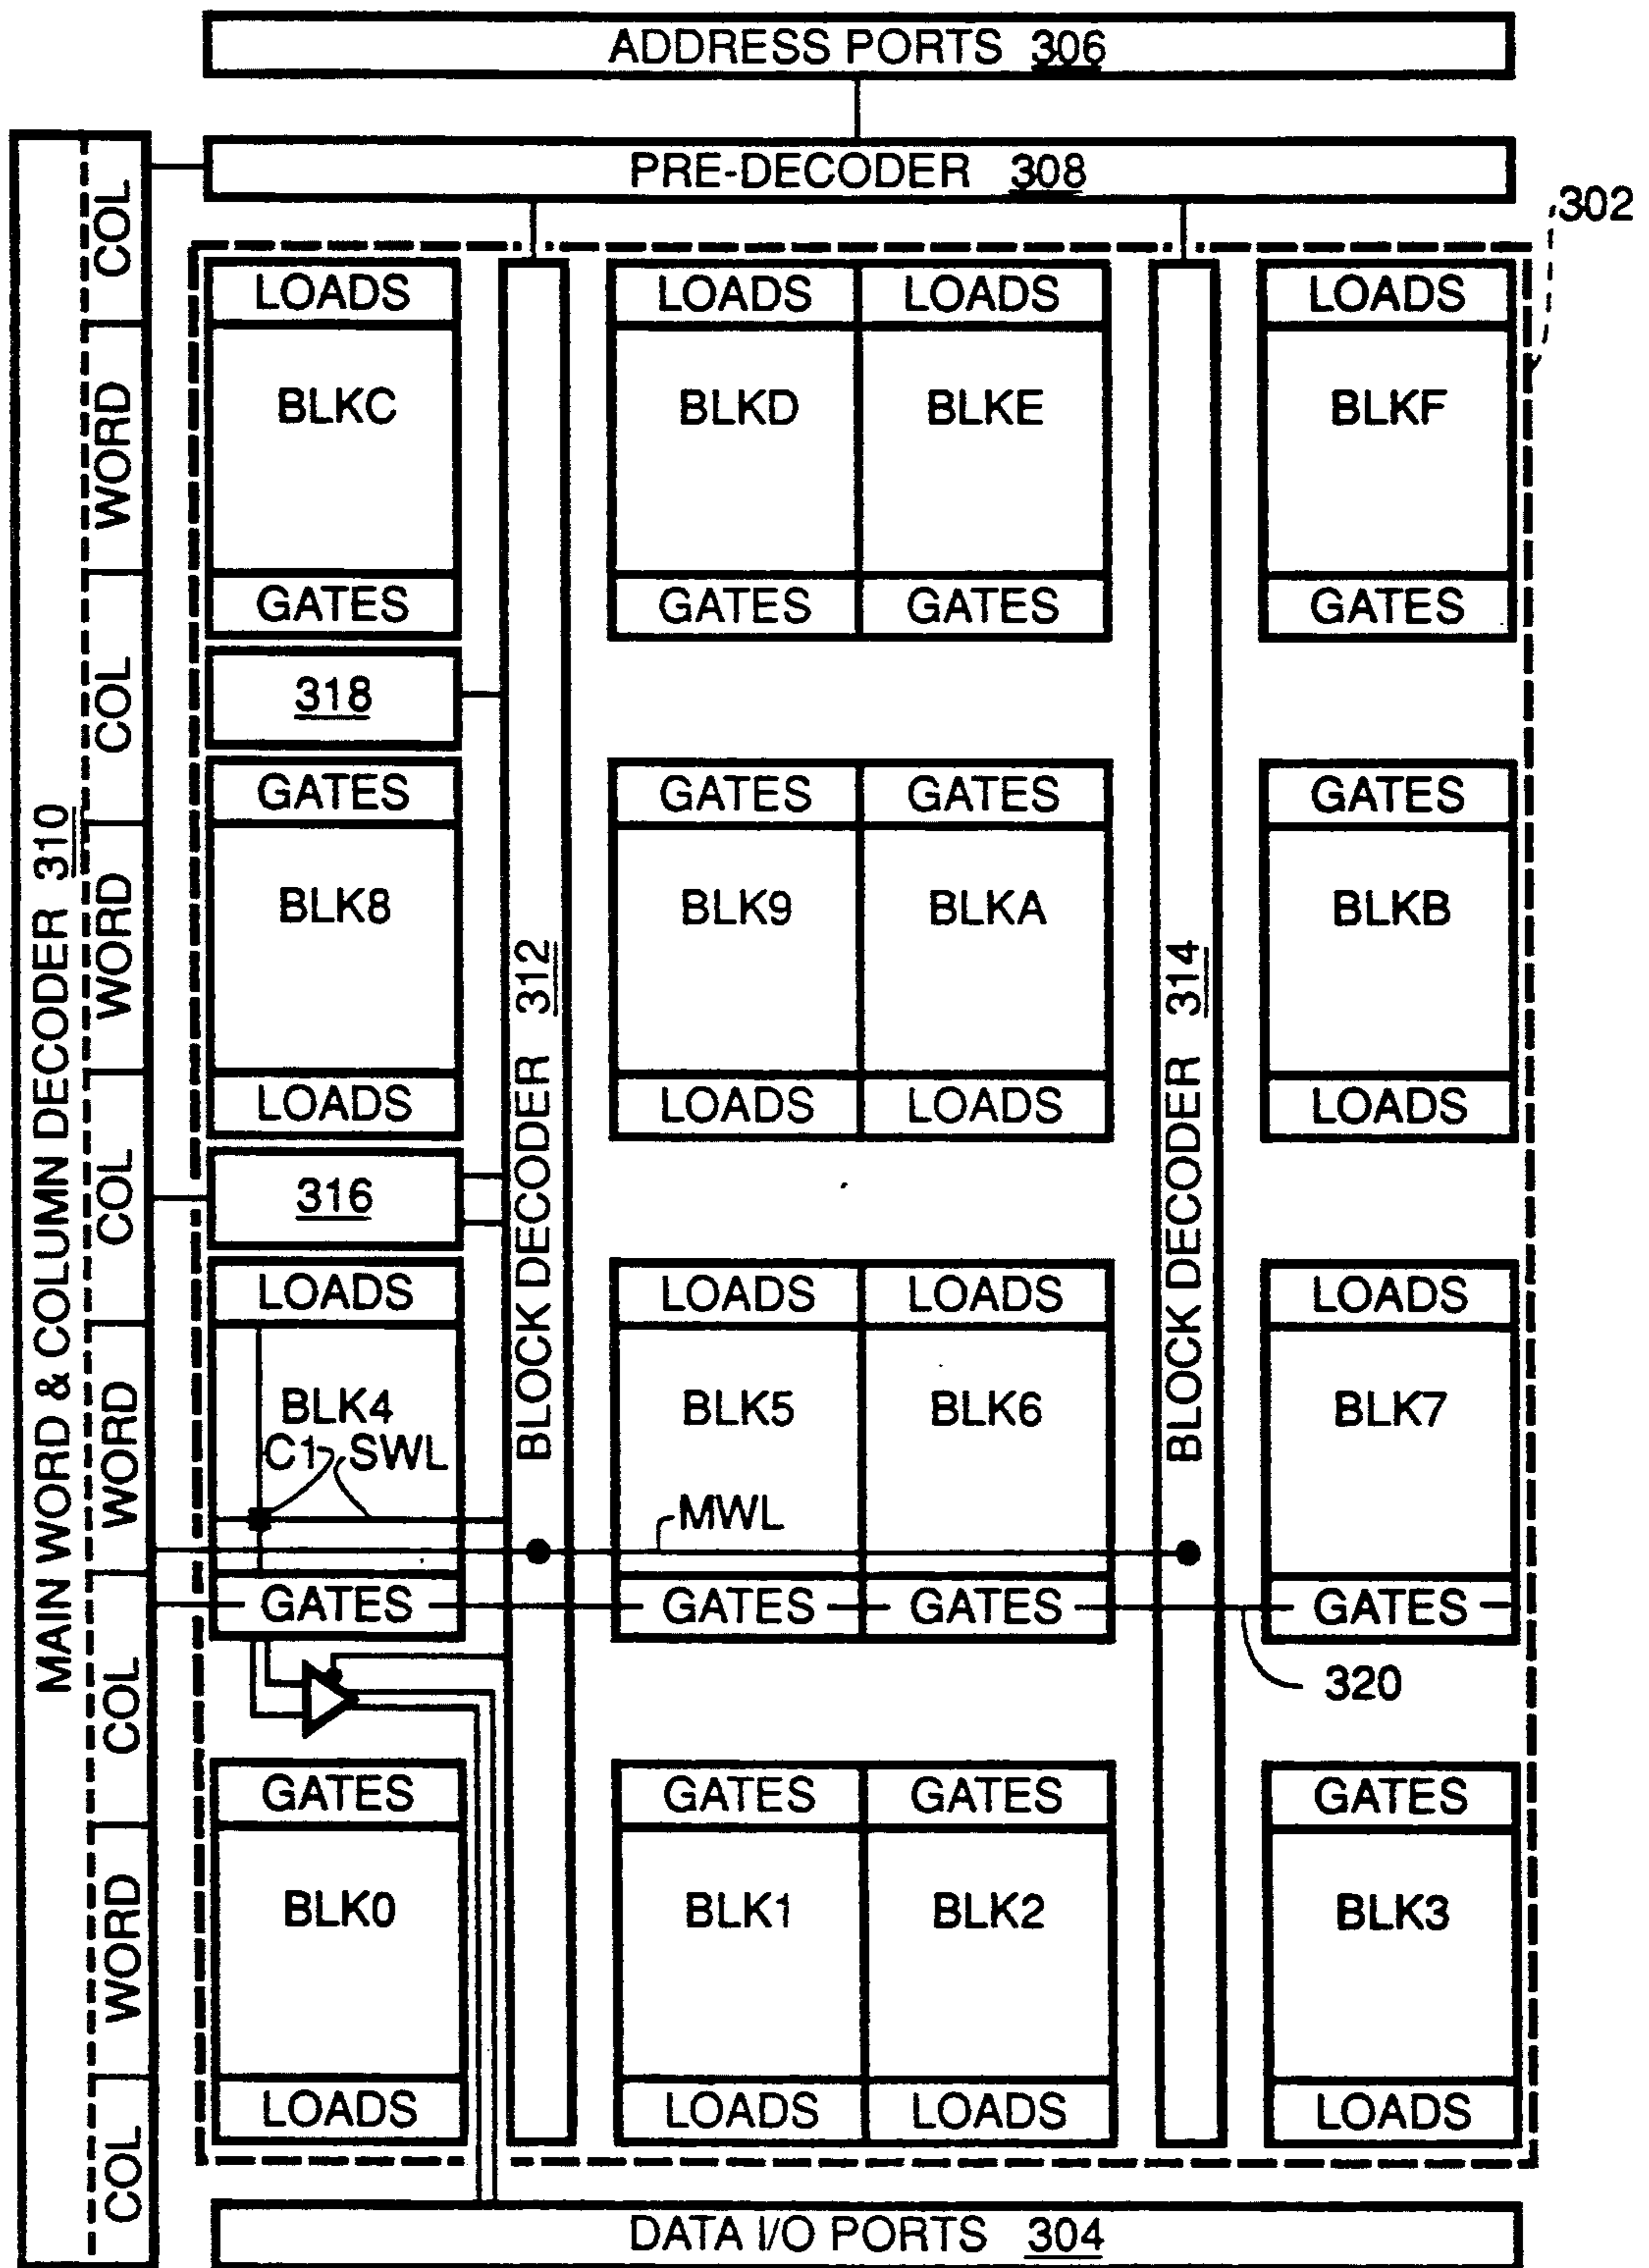 ADDRESS PORTS 306
PRE-DECODER 308
302
MAIN WORD & COLUMN DECODER 310
COL
WORD
COL
WORD
COL
WORD
COL
WORD
COL
LOADS LOADS LOADS LOADS
BLKC BLKD BLKE BLKF
GATES GATES GATES GATES
318
GATES GATES GATES GATES
BLK8 BLK9 BLKA BLKB
LOADS LOADS LOADS LOADS
BLOCK DECODER 312
BLOCK DECODER 314
316
LOADS LOADS LOADS LOADS
BLK4 BLK5 BLK6 BLK7
C1 SWL
MWL
GATES GATES GATES GATES
320
GATES GATES GATES GATES
BLK0 BLK1 BLK2 BLK3
LOADS LOADS LOADS LOADS
DATA I/O PORTS 304